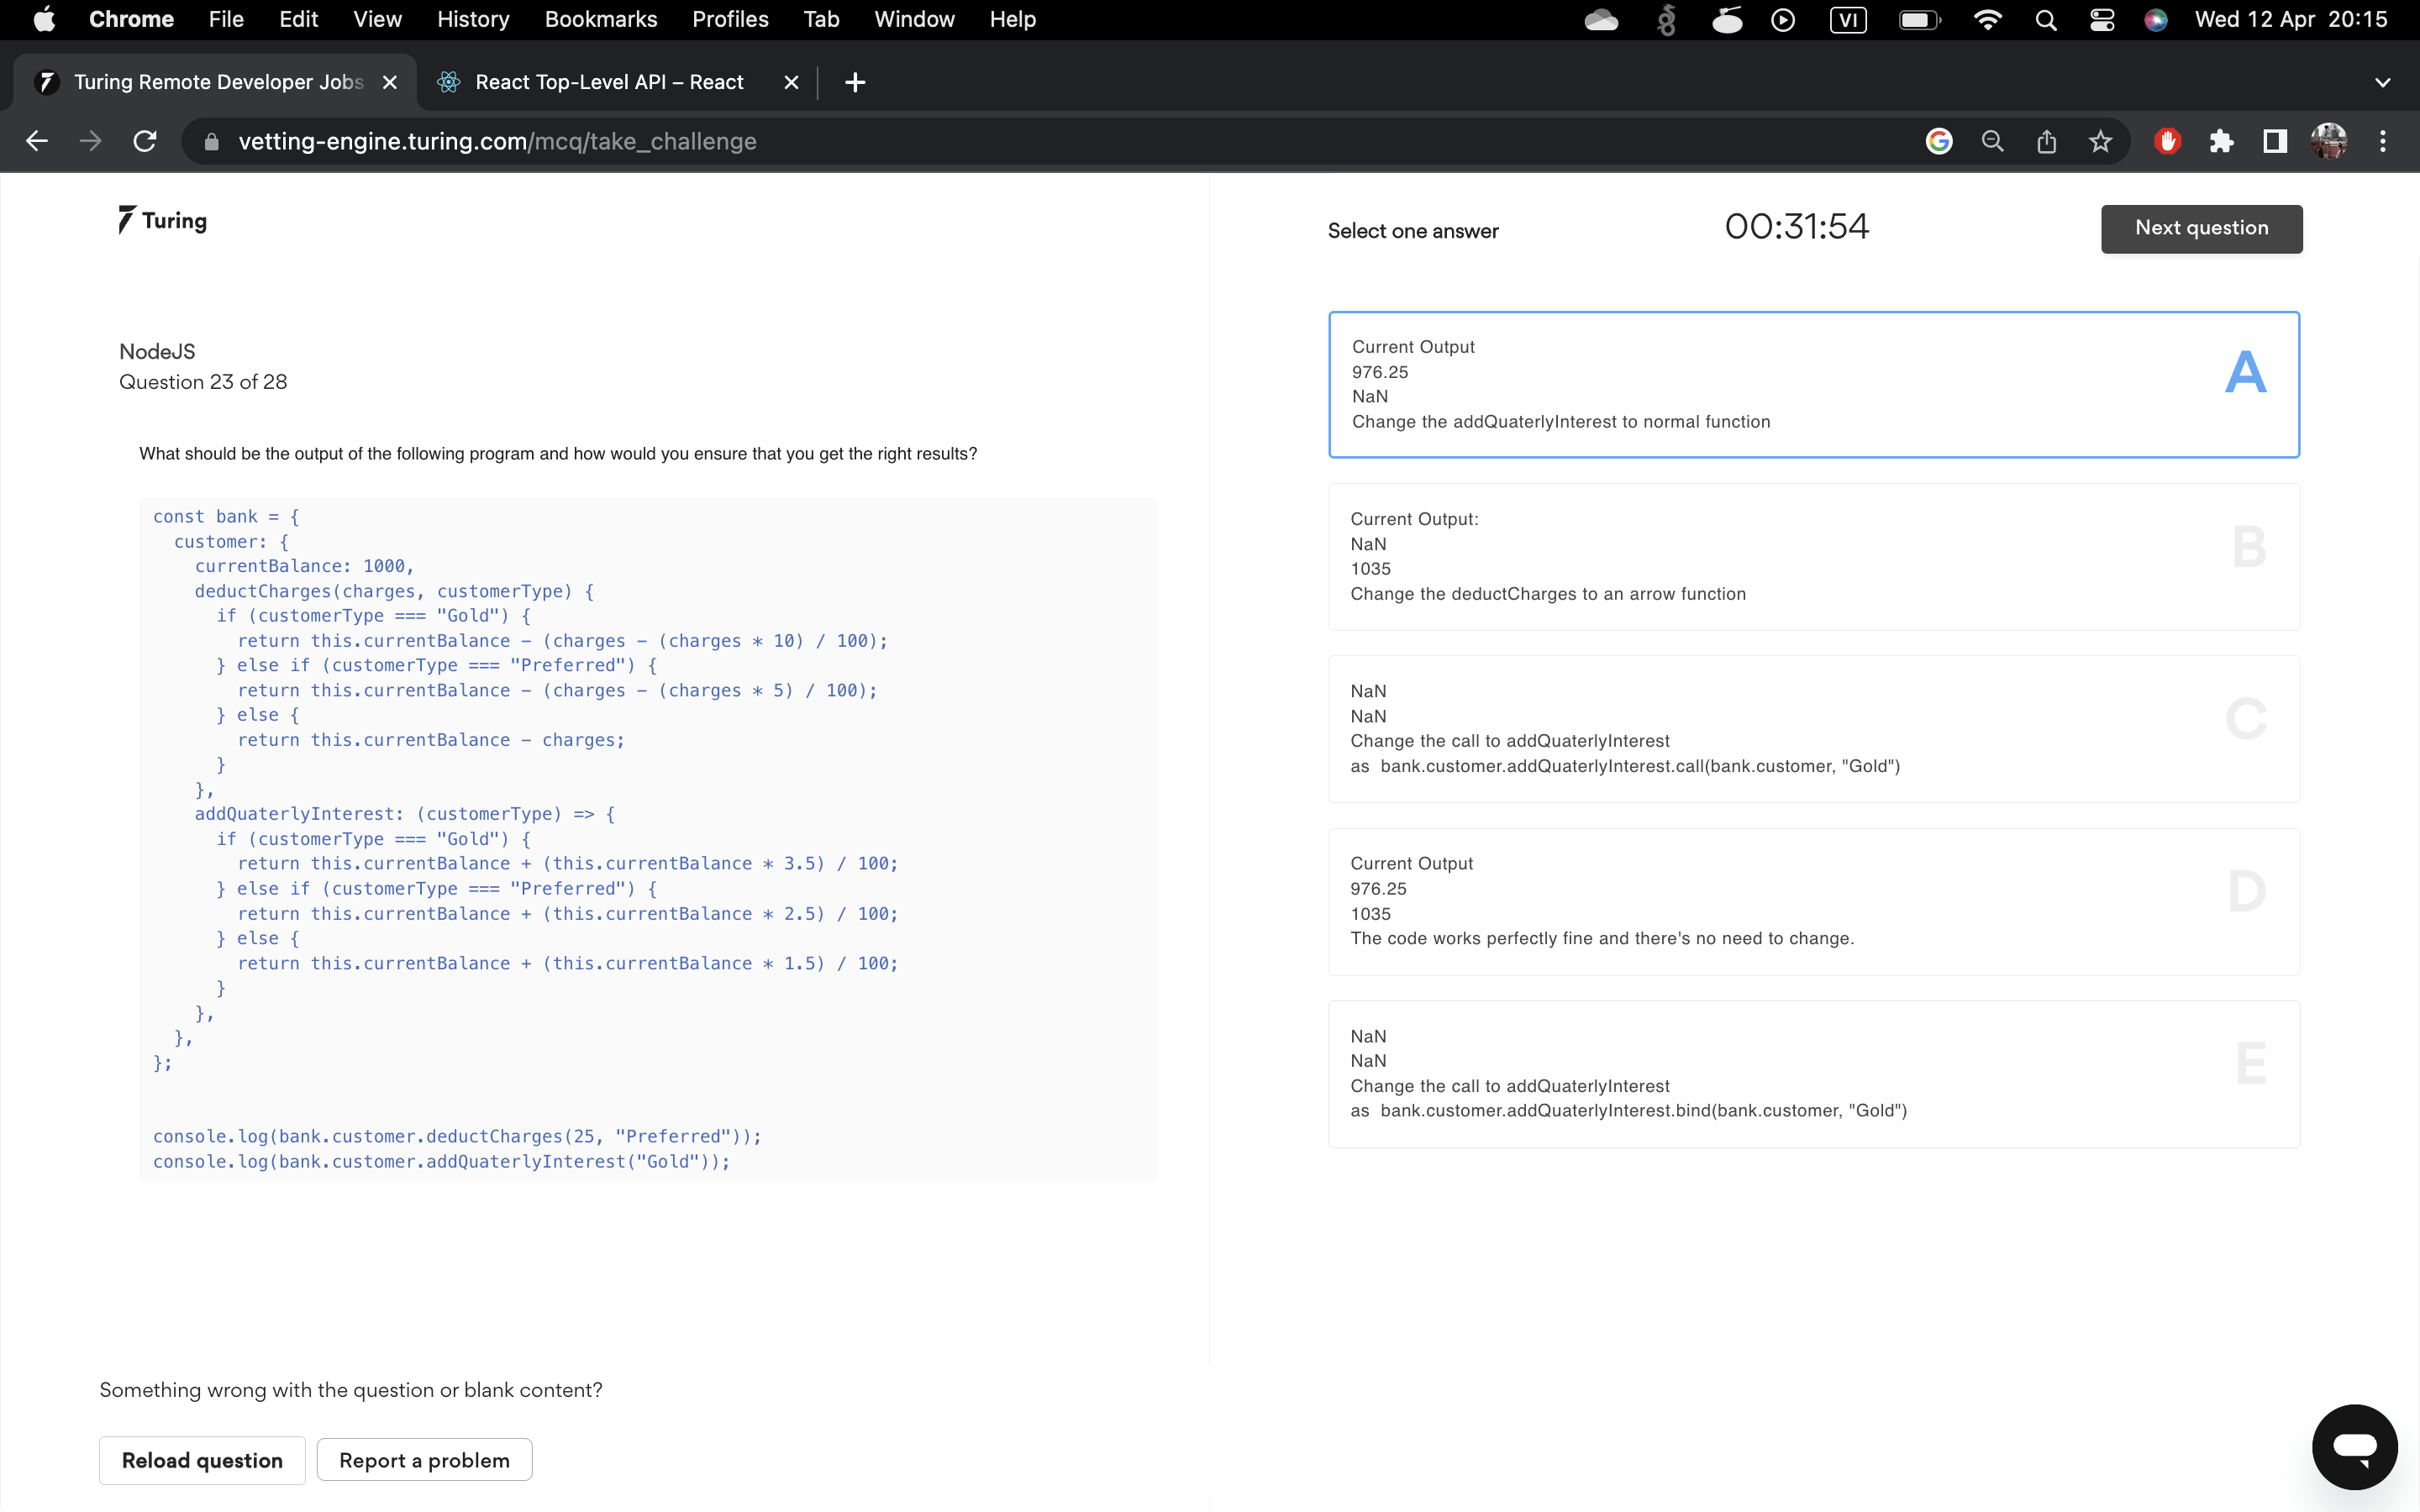 Chrome File Edit View History Bookmarks Profiles Tab Window Help VI Wed 12 Apr 20:15
Turing Remote Developer Jobs React Top-Level API – React
vetting-engine.turing.com/mcq/take_challenge
Turing
Select one answer
00:31:54
Next question
NodeJS
Question 23 of 28
What should be the output of the following program and how would you ensure that you get the right results?
const bank = {
  customer: {
    currentBalance: 1000,
    deductCharges(charges, customerType) {
      if (customerType === "Gold") {
        return this.currentBalance - (charges - (charges * 10) / 100);
      } else if (customerType === "Preferred") {
        return this.currentBalance - (charges - (charges * 5) / 100);
      } else {
        return this.currentBalance - charges;
      }
    },
    addQuaterlyInterest: (customerType) => {
      if (customerType === "Gold") {
        return this.currentBalance + (this.currentBalance * 3.5) / 100;
      } else if (customerType === "Preferred") {
        return this.currentBalance + (this.currentBalance * 2.5) / 100;
      } else {
        return this.currentBalance + (this.currentBalance * 1.5) / 100;
      }
    },
  },
};
console.log(bank.customer.deductCharges(25, "Preferred"));
console.log(bank.customer.addQuaterlyInterest("Gold"));
Current Output
976.25
NaN
Change the addQuaterlyInterest to normal function
A
Current Output:
NaN
1035
Change the deductCharges to an arrow function
B
NaN
NaN
Change the call to addQuaterlyInterest
as bank.customer.addQuaterlyInterest.call(bank.customer, "Gold")
C
Current Output
976.25
1035
The code works perfectly fine and there's no need to change.
D
NaN
NaN
Change the call to addQuaterlyInterest
as bank.customer.addQuaterlyInterest.bind(bank.customer, "Gold")
E
Something wrong with the question or blank content?
Reload question
Report a problem